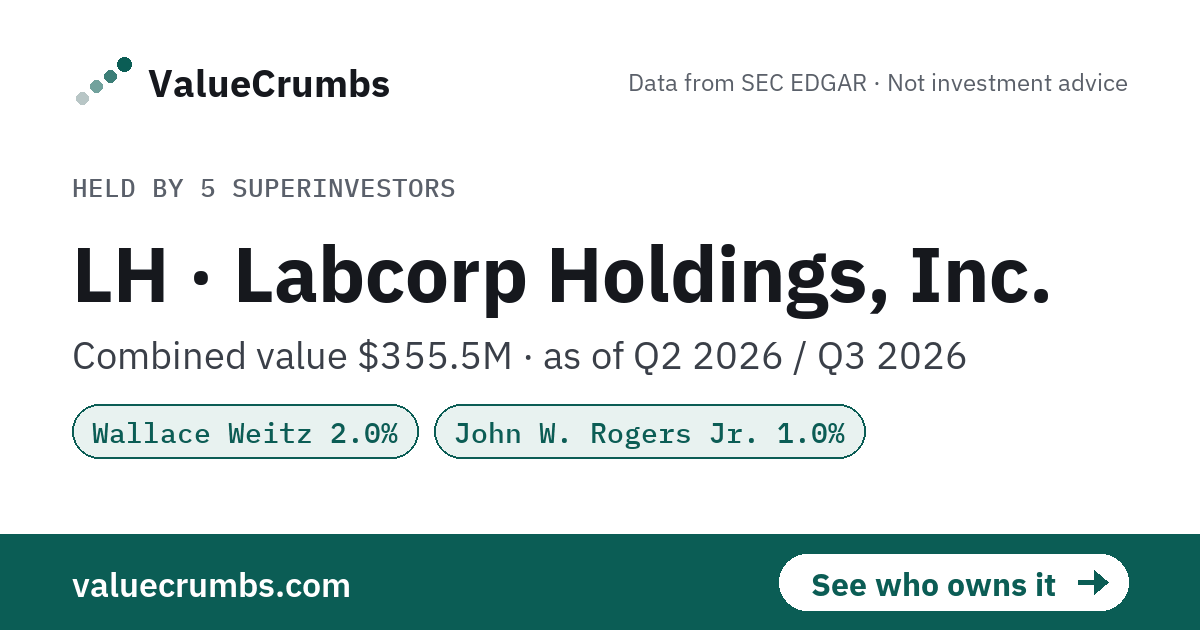 ValueCrumbs
Data from SEC EDGAR · Not investment advice
HELD BY 5 SUPERINVESTORS
LH · Labcorp Holdings, Inc.
Combined value $355.5M · as of Q2 2026 / Q3 2026
Wallace Weitz 2.0%
John W. Rogers Jr. 1.0%
valuecrumbs.com
See who owns it